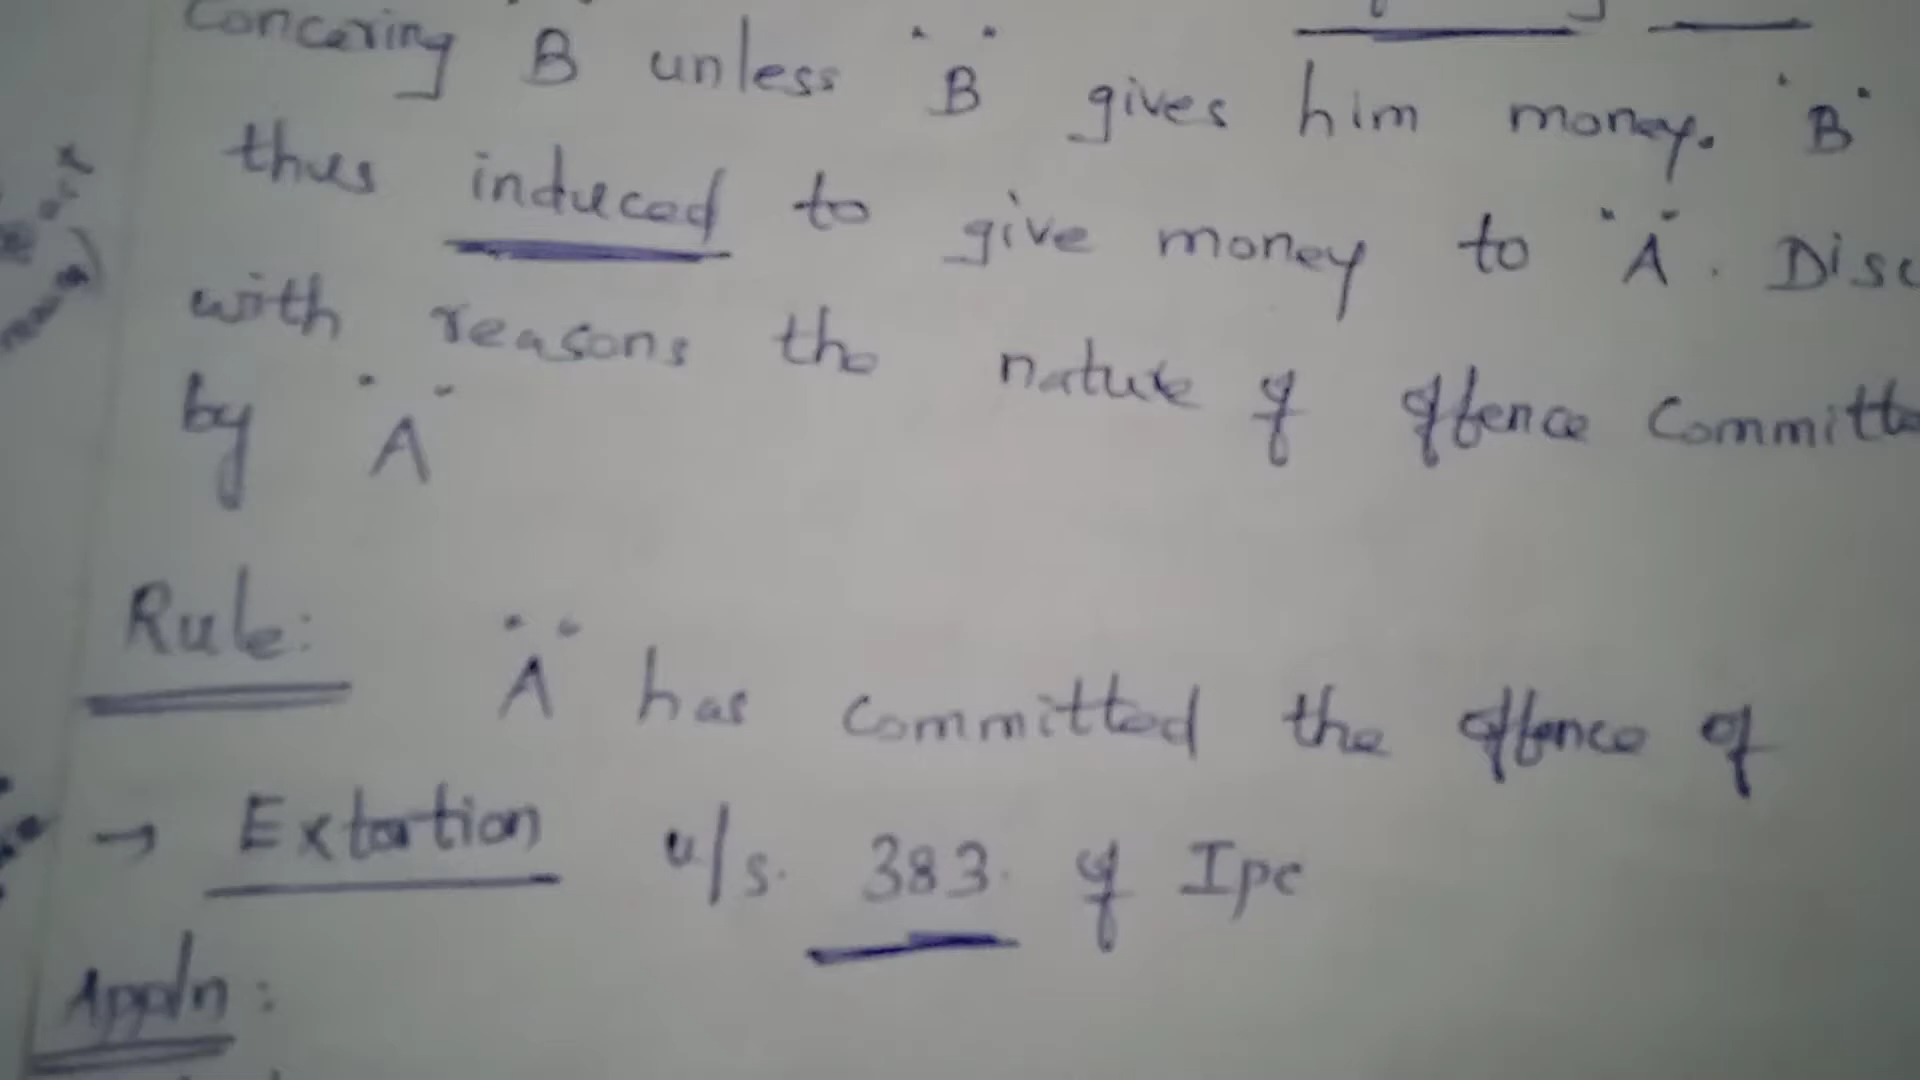 Concering B unless "B" gives him money. "B"
thus induced to give money to "A". Disc
with reasons the nature of offence Committe
by "A"
Rule: "A" has committed the offence of
→ Extortion u/s. 383. of Ipc
Appln: